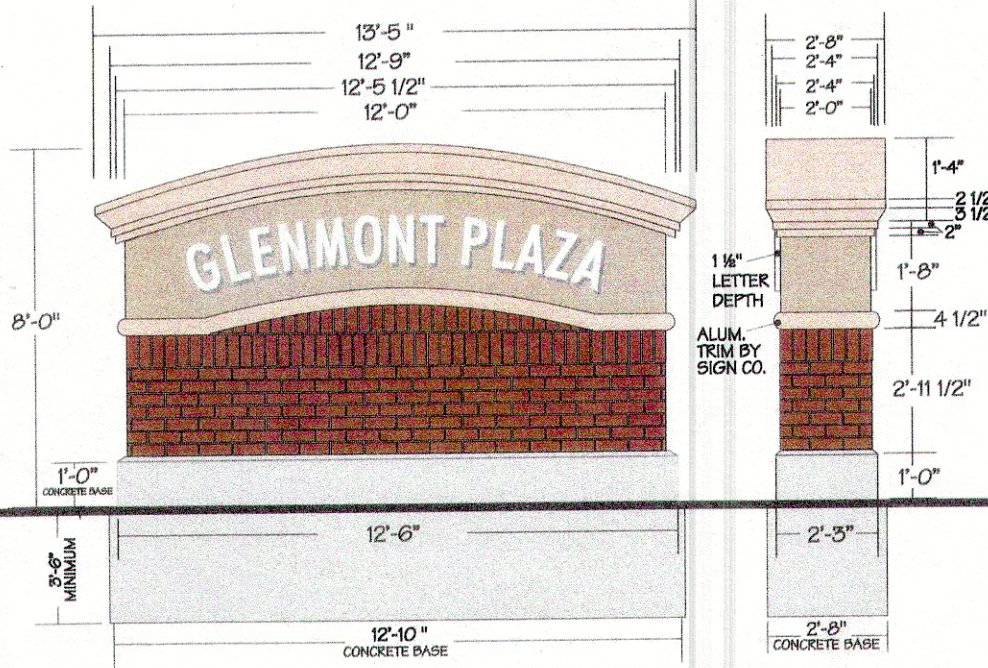 13'-5"
12'-9"
12'-5 1/2"
12'-0"
2'-8"
2'-4"
2'-4"
2'-0"
GLENMONT PLAZA
8'-0"
1'-4"
2 1/2
3 1/2
2"
1 ½"
LETTER
DEPTH
1'-8"
ALUM.
TRIM BY
SIGN CO.
4 1/2"
2'-11 1/2"
1'-0"
CONCRETE BASE
1'-0"
12'-6"
2'-3"
3'-6"
MINIMUM
12'-10"
CONCRETE BASE
2'-8"
CONCRETE BASE